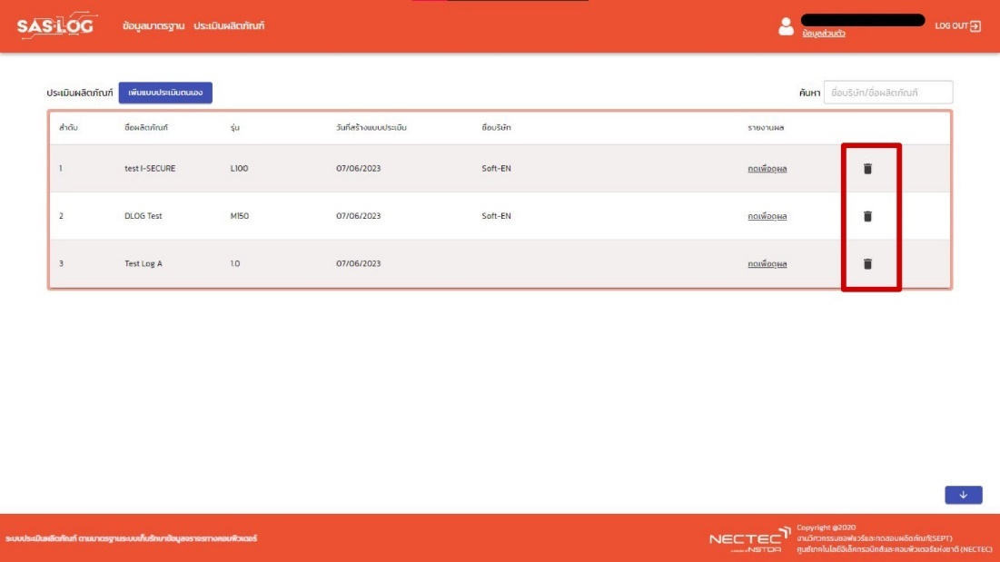 SAS:LOG ข้อมูลมาตรฐาน ประเมินผลิตภัณฑ์ LOG OUT
ข้อมูลส่วนตัว
ประเมินผลิตภัณฑ์ เพิ่มแบบประเมินตนเอง ค้นหา ชื่อบริษัท/ชื่อผลิตภัณฑ์
ลำดับ ชื่อผลิตภัณฑ์ รุ่น วันที่สร้างแบบประเมิน ชื่อบริษัท รายงานผล
1 test I-SECURE L100 07/06/2023 Soft-EN กดเพื่อดูผล
2 DLOG Test M150 07/06/2023 Soft-EN กดเพื่อดูผล
3 Test Log A 1.0 07/06/2023 กดเพื่อดูผล
ระบบประเมินผลิตภัณฑ์ ตามมาตรฐานระบบเก็บรักษาข้อมูลจราจรทางคอมพิวเตอร์
NECTEC
NSTDA
Copyright @2020
งานวิศวกรรมซอฟแวร์และทดสอบผลิตภัณฑ์(SEPT)
ศูนย์เทคโนโลยีอิเล็กทรอนิกส์และคอมพิวเตอร์แห่งชาติ (NECTEC)